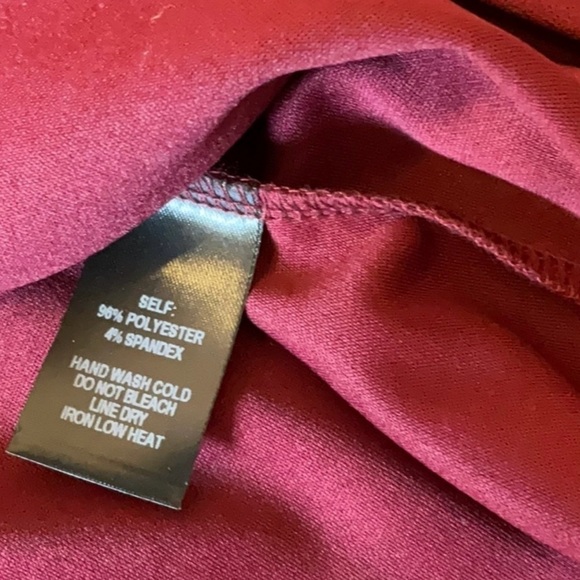 SELF:
96% POLYESTER
4% SPANDEX
HAND WASH COLD
DO NOT BLEACH
LINE DRY
IRON LOW HEAT